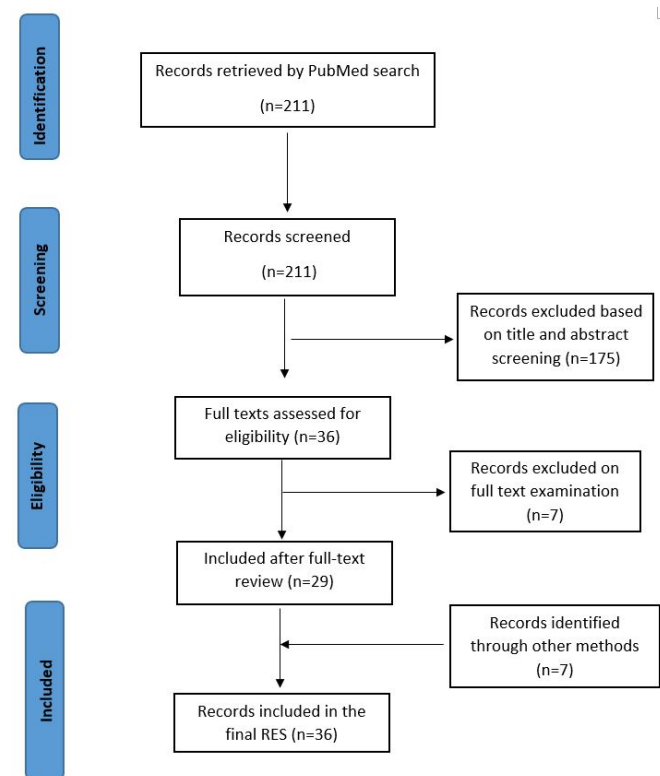 Identification
Records retrieved by PubMed search
(n=211)
Screening
Records screened
(n=211)
Records excluded based
on title and abstract
screening (n=175)
Eligibility
Full texts assessed for
eligibility (n=36)
Records excluded on
full text examination
(n=7)
Included after full-text
review (n=29)
Included
Records identified
through other methods
(n=7)
Records included in the
final RES (n=36)